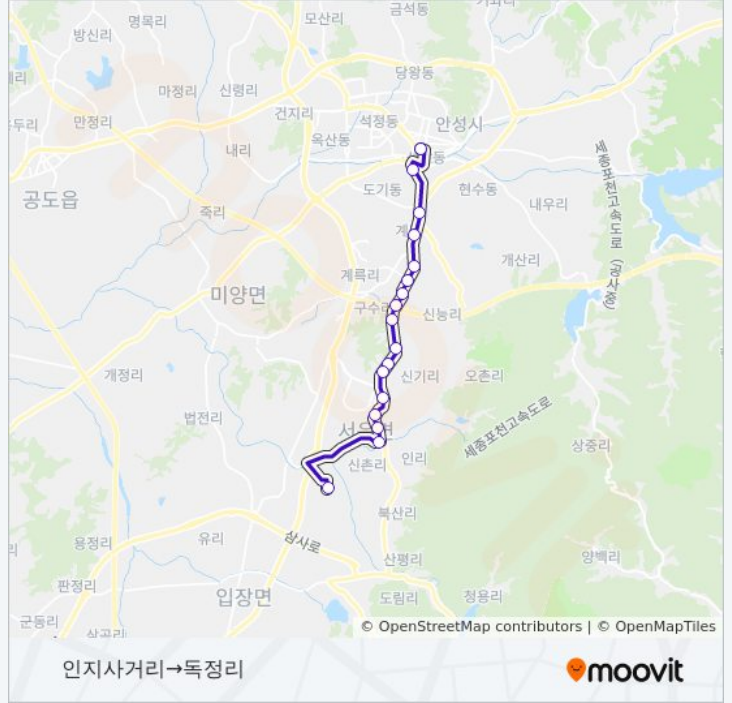 명목리
모산리
금석동
방신리
당왕동
마정리
신령리
만정리
건지리
석정동
안성시
옥산동
내리
공도읍
도기동
현수동
내우리
죽리
개산리
계륵리
미양면
구수리
신능리
세종포천고속도로 (공사중)
개정리
신기리
오촌리
법전리
세종포천고속도로
신촌리
인리
상중리
북산리
유리
용정리
삼사로
산평리
양백리
판정리
입장면
도림리
청용리
군동리
© OpenStreetMap contributors | © OpenMapTiles
인지사거리→독정리
moovit